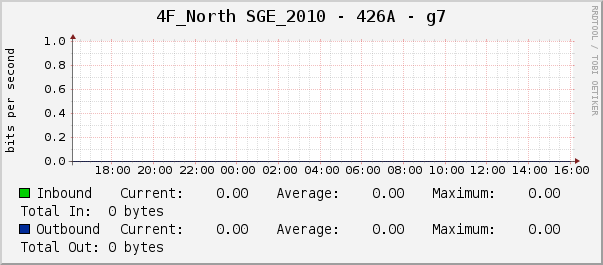 4F_North SGE_2010 - 426A - g7
RRDTOOL / TOBI OETIKER
bits per second
1.0
0.8
0.6
0.4
0.2
0.0
18:00 20:00 22:00 00:00 02:00 04:00 06:00 08:00 10:00 12:00 14:00 16:00
Inbound Current: 0.00 Average: 0.00 Maximum: 0.00
Total In: 0 bytes
Outbound Current: 0.00 Average: 0.00 Maximum: 0.00
Total Out: 0 bytes